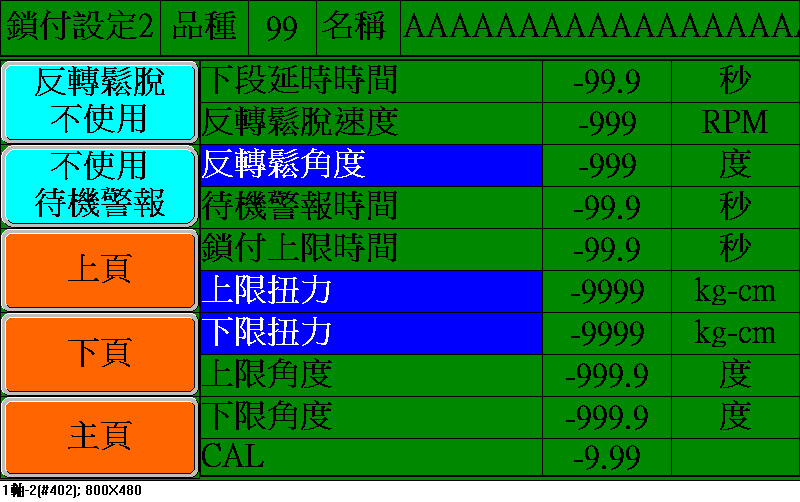 鎖付設定2 品種 99 名稱 AAAAAAAAAAAAAAAAAA
反轉鬆脫
不使用
不使用
待機警報
上頁
下頁
主頁
下段延時時間 -99.9 秒
反轉鬆脫速度 -999 RPM
反轉鬆角度 -999 度
待機警報時間 -99.9 秒
鎖付上限時間 -99.9 秒
上限扭力 -9999 kg-cm
下限扭力 -9999 kg-cm
上限角度 -999.9 度
下限角度 -999.9 度
CAL -9.99
1軸-2(#402); 800X480